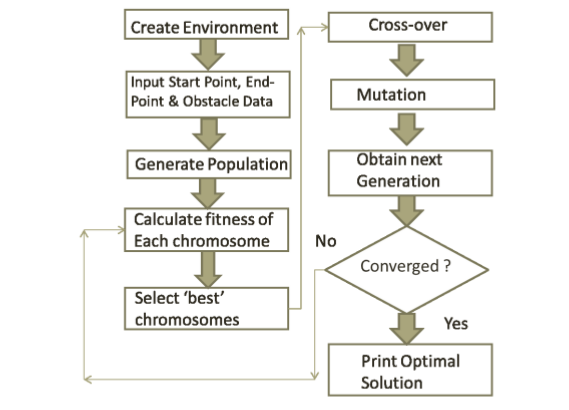 Create Environment
Input Start Point, End-
Point & Obstacle Data
Generate Population
Calculate fitness of
Each chromosome
Select ‘best’
chromosomes
Cross-over
Mutation
Obtain next
Generation
Converged ?
No
Yes
Print Optimal
Solution